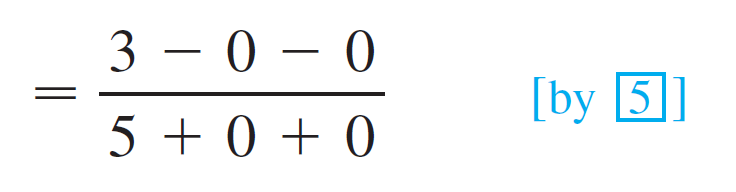 = (3 − 0 − 0) / (5 + 0 + 0) [by 5]